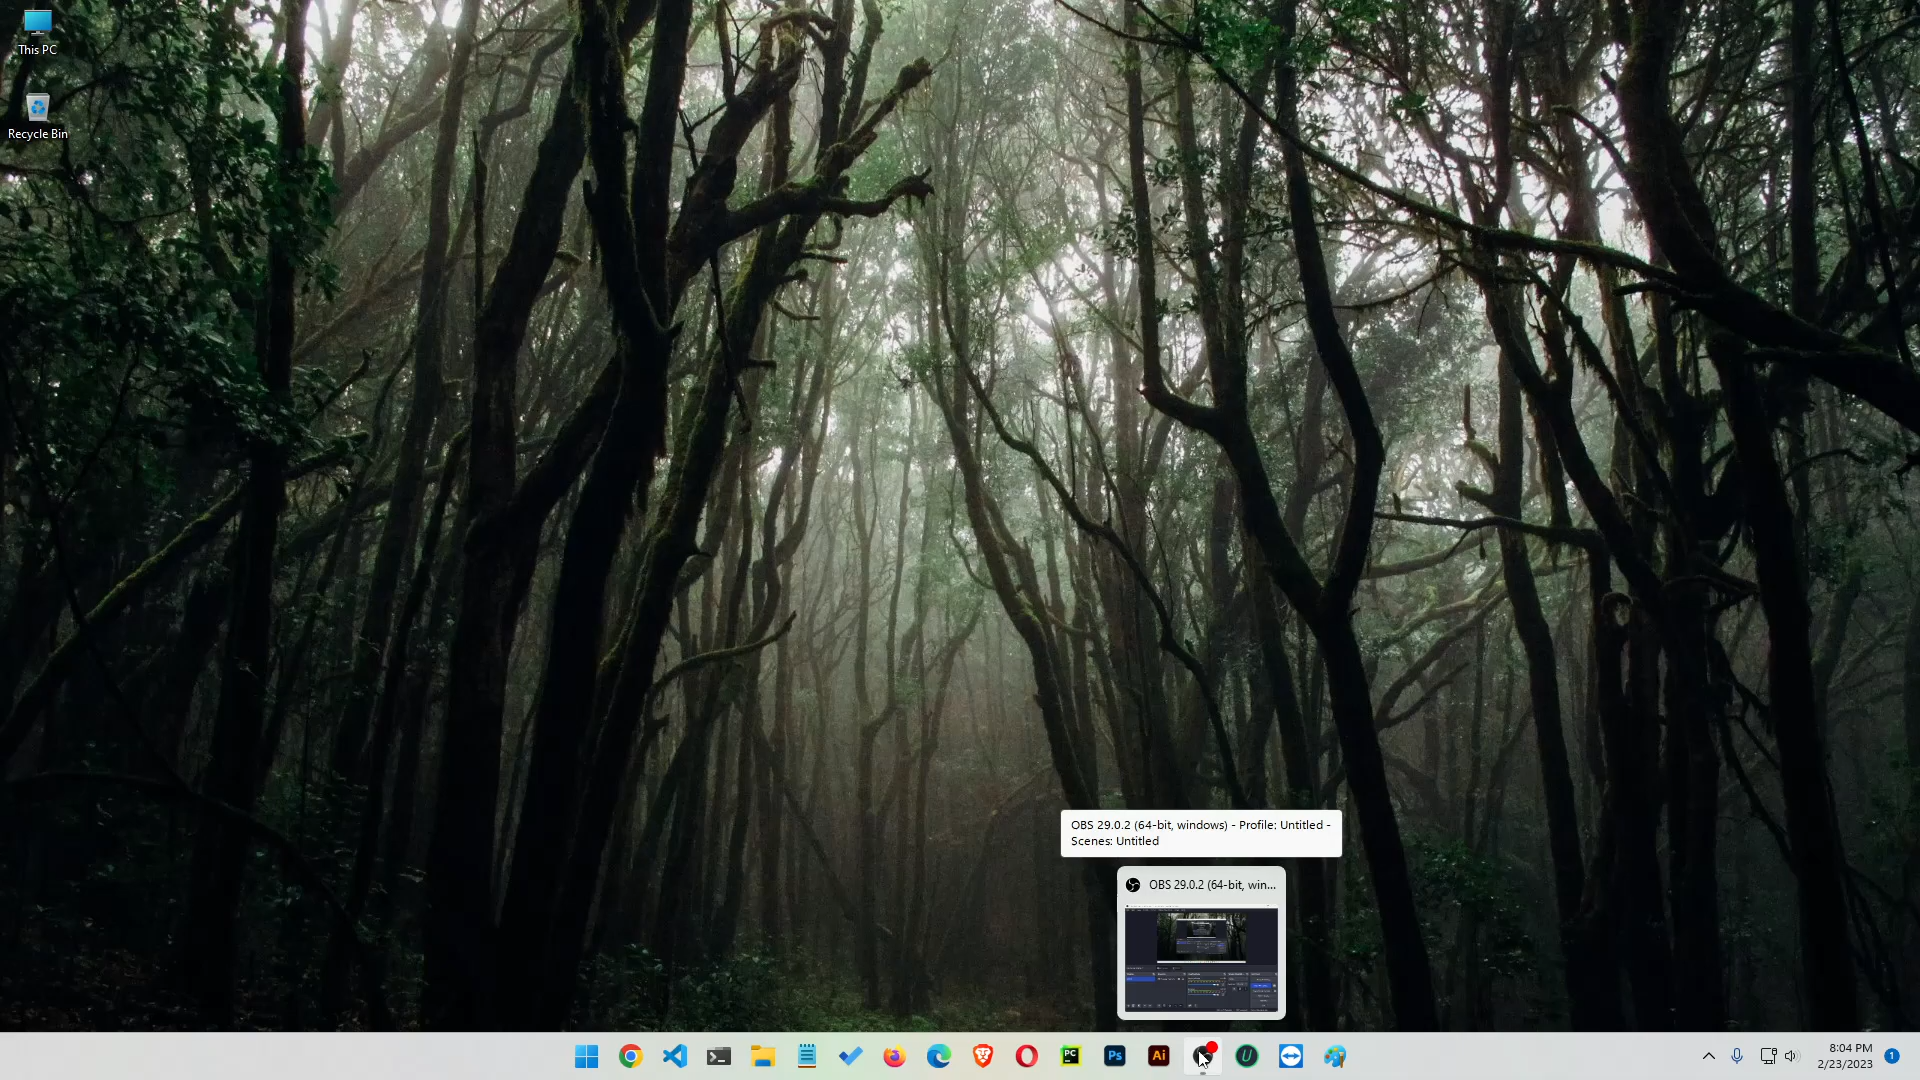 This PC
Recycle Bin
OBS 29.0.2 (64-bit, windows) - Profile: Untitled -
Scenes: Untitled
OBS 29.0.2 (64-bit, win...
PC
Ps
Ai
U
8:04 PM
2/23/2023
1